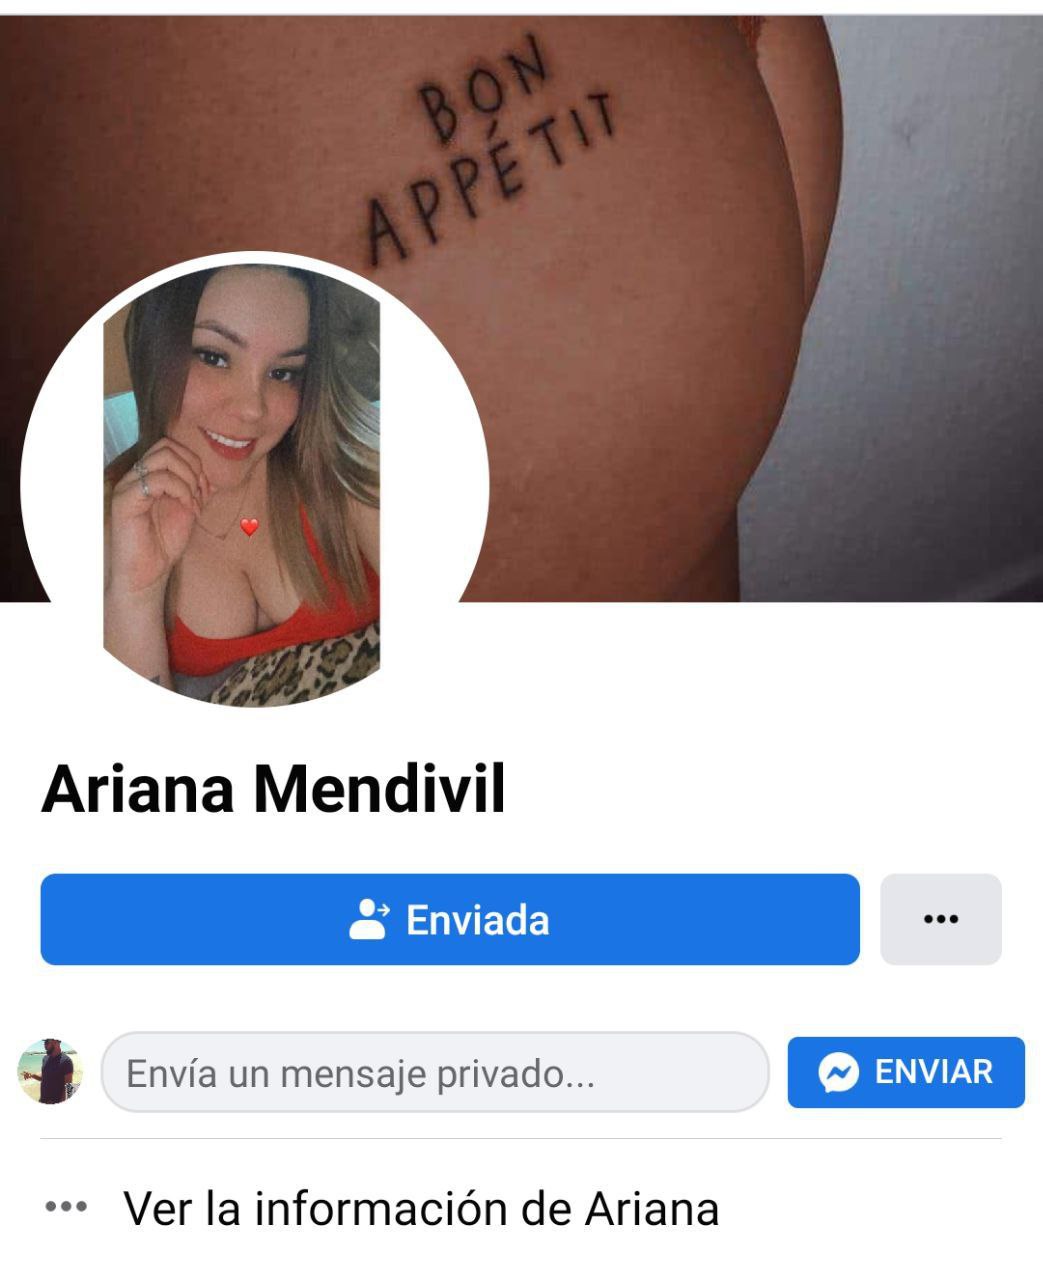 BON
APPÉTIT
Ariana Mendivil
Enviada
Envía un mensaje privado...
ENVIAR
Ver la información de Ariana